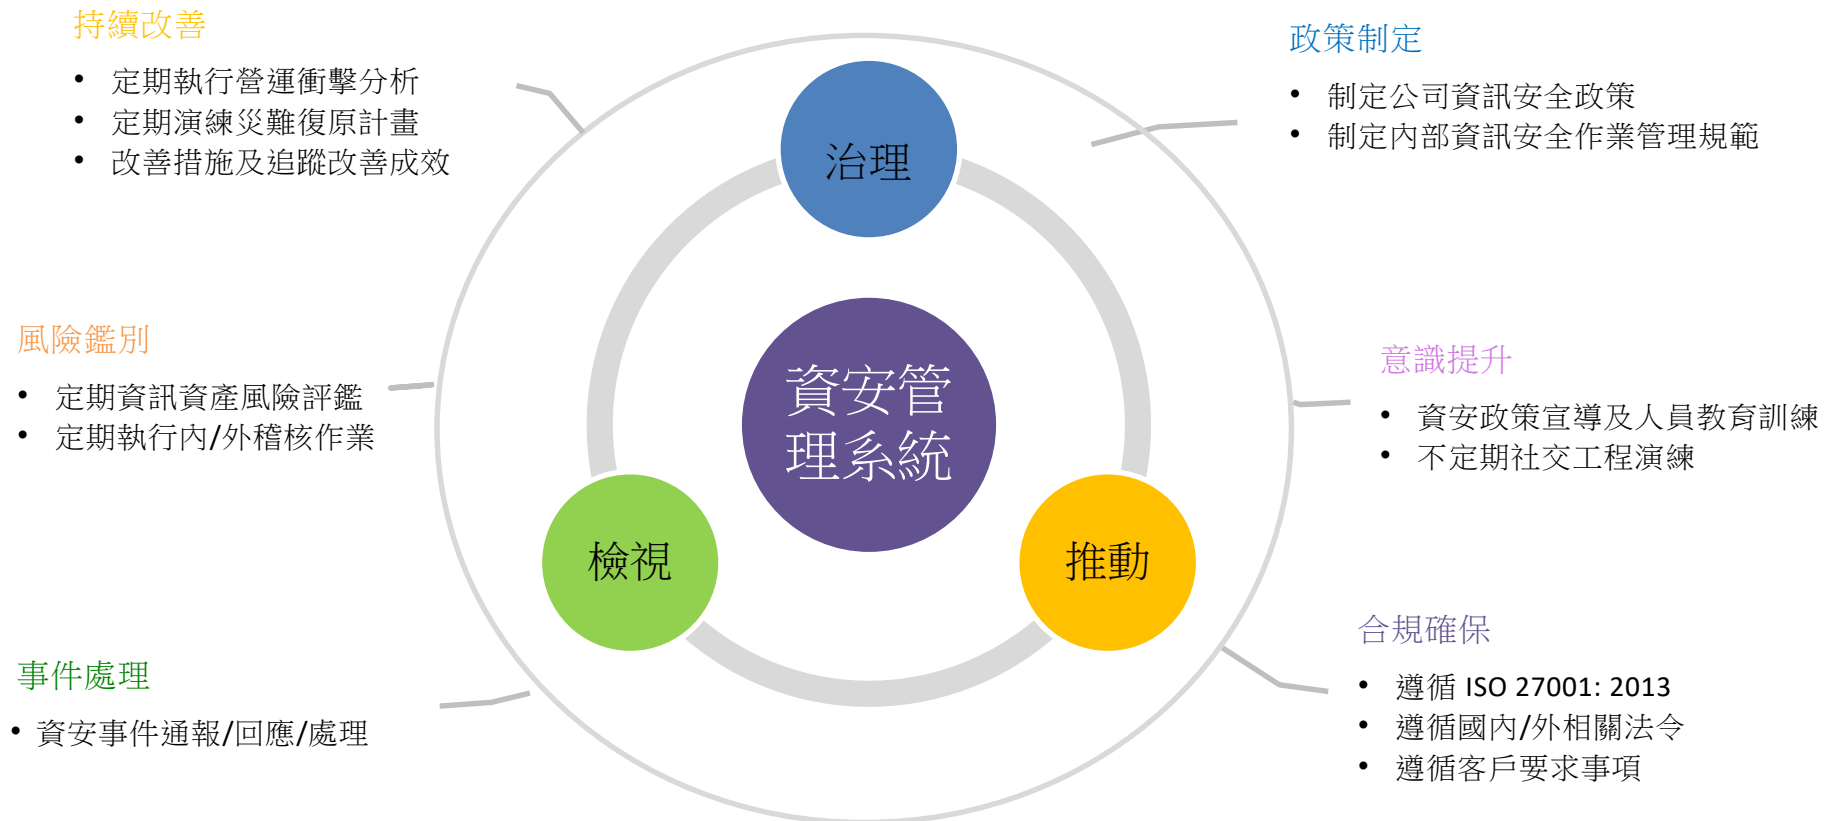 持續改善
• 定期執行營運衝擊分析
• 定期演練災難復原計畫
• 改善措施及追蹤改善成效
政策制定
• 制定公司資訊安全政策
• 制定內部資訊安全作業管理規範
治理
風險鑑別
• 定期資訊資產風險評鑑
• 定期執行內/外稽核作業
資安管
理系統
意識提升
• 資安政策宣導及人員教育訓練
• 不定期社交工程演練
檢視
推動
事件處理
• 資安事件通報/回應/處理
合規確保
• 遵循 ISO 27001: 2013
• 遵循國內/外相關法令
• 遵循客戶要求事項